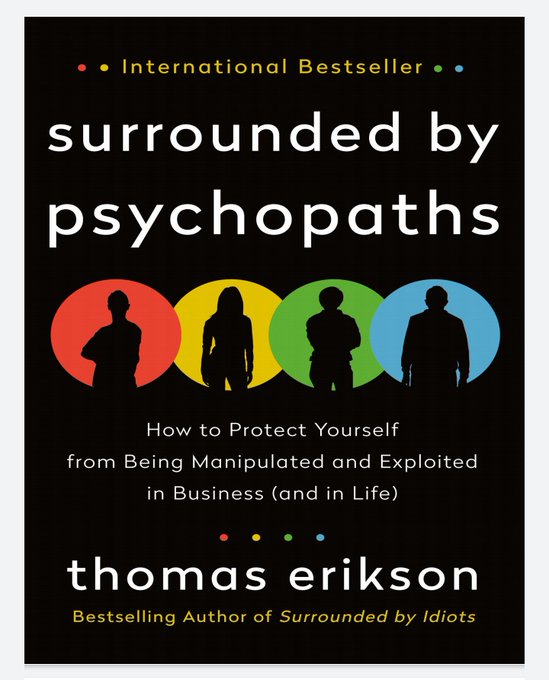 International Bestseller
surrounded by
psychopaths
How to Protect Yourself
from Being Manipulated and Exploited
in Business (and in Life)
thomas erikson
Bestselling Author of Surrounded by Idiots